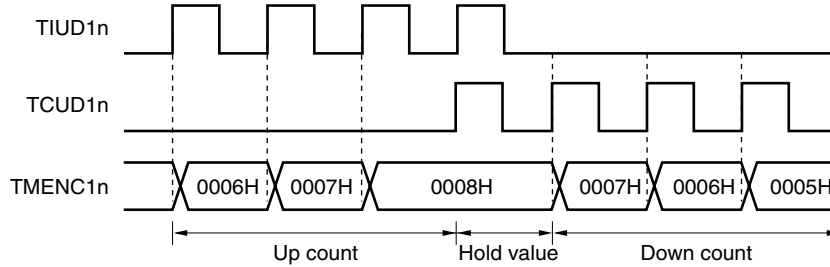 TIUD1n
TCUD1n
TMENC1n 0006H 0007H 0008H 0007H 0006H 0005H
Up count Hold value Down count